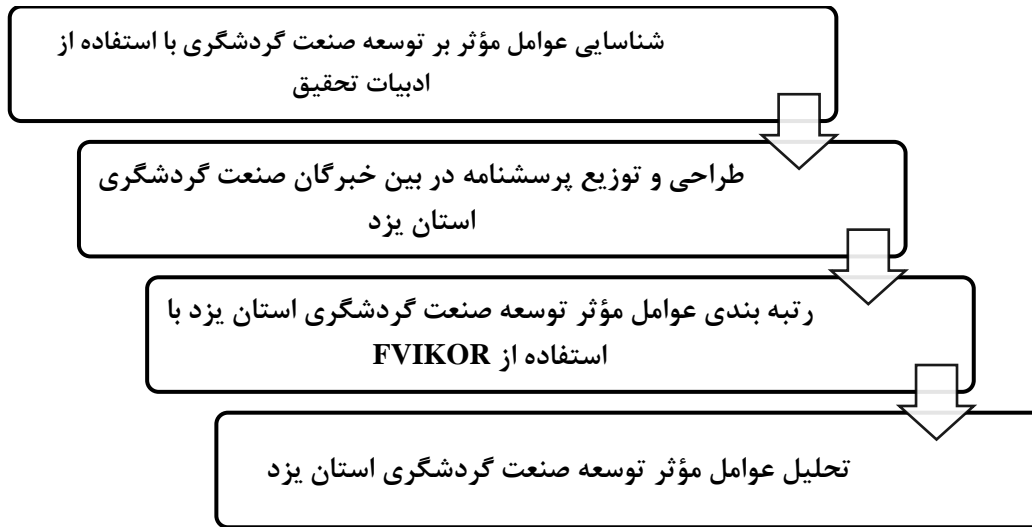 شناسایی عوامل مؤثر بر توسعه صنعت گردشگری با استفاده از
ادبیات تحقیق
طراحی و توزیع پرسشنامه در بین خبرگان صنعت گردشگری
استان یزد
رتبه بندی عوامل مؤثر توسعه صنعت گردشگری استان یزد با
استفاده از FVIKOR
تحلیل عوامل مؤثر توسعه صنعت گردشگری استان یزد